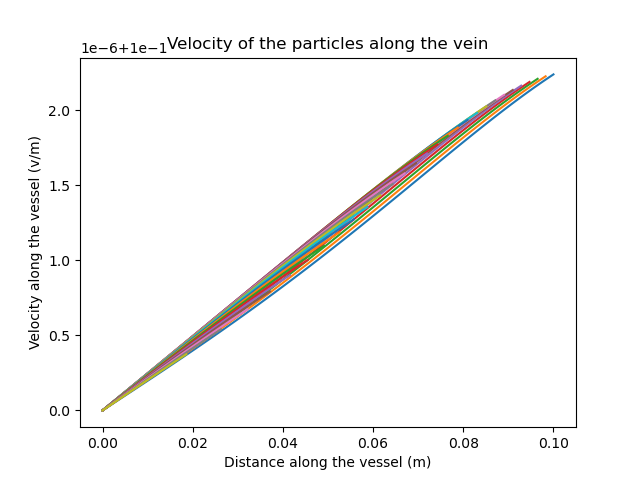 Velocity of the particles along the vein
1e−6+1e−1
2.0
1.5
1.0
0.5
0.0
Velocity along the vessel (v/m)
0.00 0.02 0.04 0.06 0.08 0.10
Distance along the vessel (m)